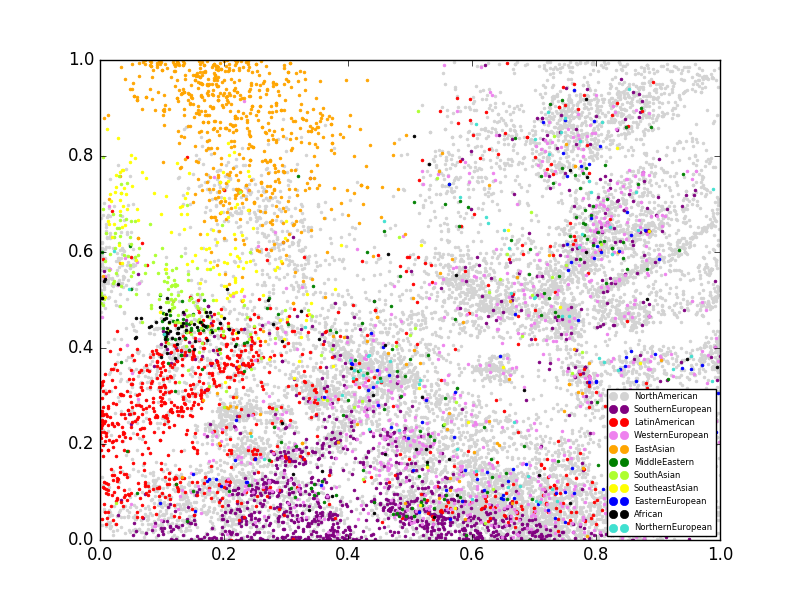 1.0
0.8
0.6
0.4
0.2
0.0
0.0 0.2 0.4 0.6 0.8 1.0
NorthAmerican
SouthernEuropean
LatinAmerican
WesternEuropean
EastAsian
MiddleEastern
SouthAsian
SoutheastAsian
EasternEuropean
African
NorthernEuropean